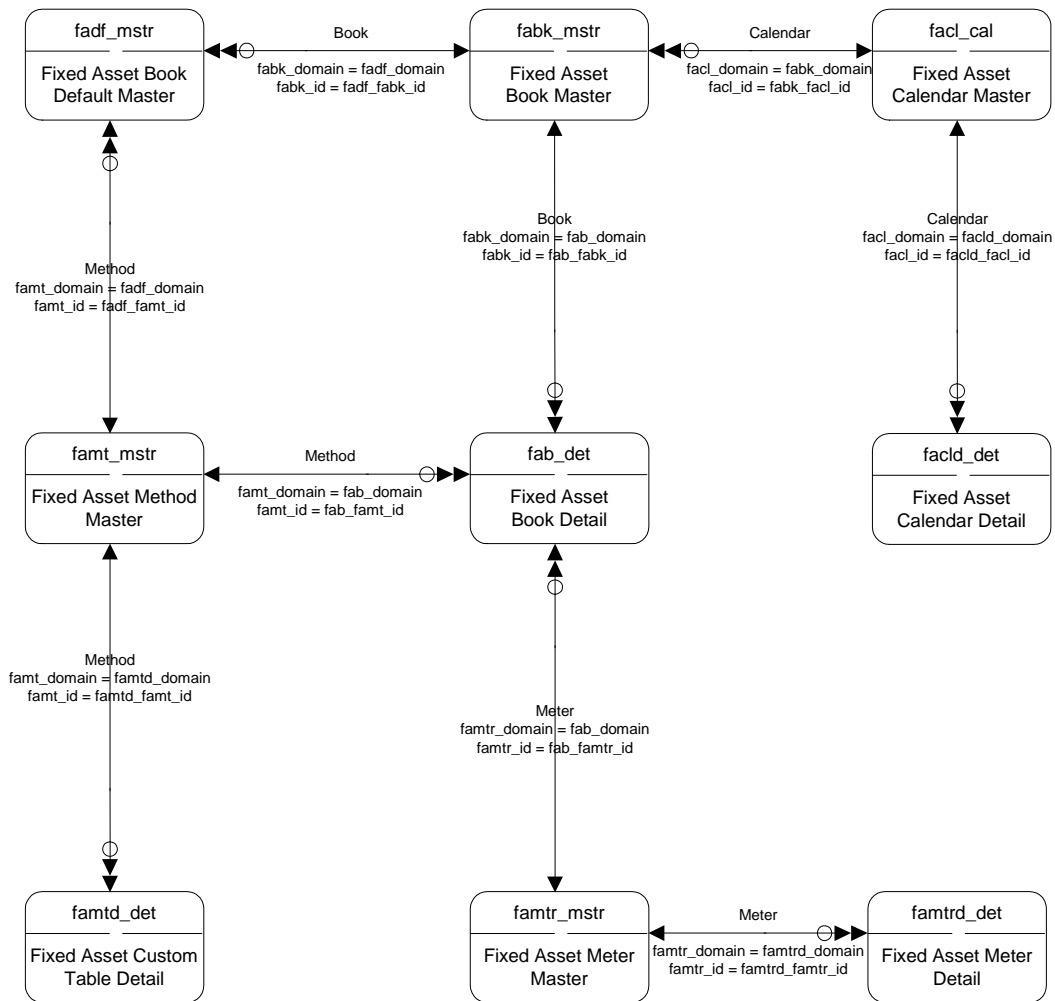 fadf_mstr
Fixed Asset Book
Default Master
Book
fabk_domain = fadf_domain
fabk_id = fadf_fabk_id
fabk_mstr
Fixed Asset
Book Master
Calendar
facl_domain = fabk_domain
facl_id = fabk_facl_id
facl_cal
Fixed Asset
Calendar Master
Method
famt_domain = fadf_domain
famt_id = fadf_famt_id
Book
fabk_domain = fab_domain
fabk_id = fab_fabk_id
Calendar
facl_domain = facld_domain
facl_id = facld_facl_id
famt_mstr
Fixed Asset Method
Master
Method
famt_domain = fab_domain
famt_id = fab_famt_id
fab_det
Fixed Asset
Book Detail
facld_det
Fixed Asset
Calendar Detail
Method
famt_domain = famtd_domain
famt_id = famtd_famt_id
Meter
famtr_domain = fab_domain
famtr_id = fab_famtr_id
famtd_det
Fixed Asset Custom
Table Detail
famtr_mstr
Fixed Asset Meter
Master
Meter
famtr_domain = famtrd_domain
famtr_id = famtrd_famtr_id
famtrd_det
Fixed Asset Meter
Detail